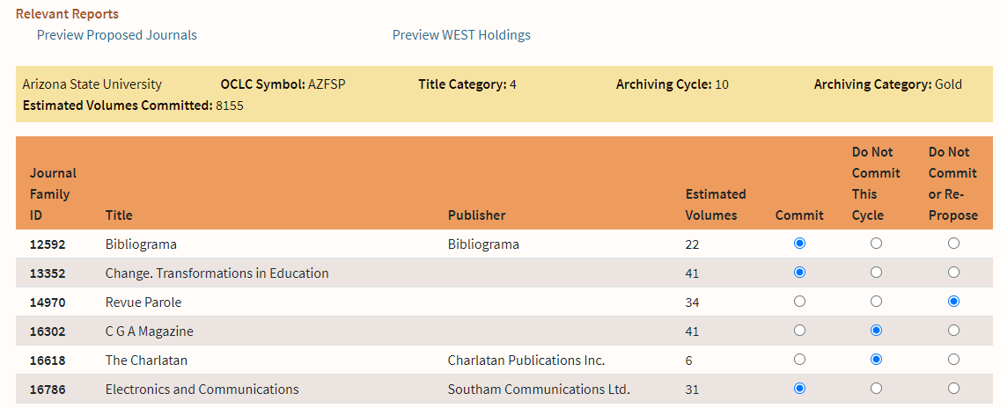 Relevant Reports
Preview Proposed Journals Preview WEST Holdings
Arizona State University OCLC Symbol: AZFSP Title Category: 4 Archiving Cycle: 10 Archiving Category: Gold
Estimated Volumes Committed: 8155
Journal Family ID Title Publisher Estimated Volumes Commit Do Not Commit This Cycle Do Not Commit or Re-Propose
12592 Bibliograma Bibliograma 22
13352 Change. Transformations in Education 41
14970 Revue Parole 34
16302 C G A Magazine 41
16618 The Charlatan Charlatan Publications Inc. 6
16786 Electronics and Communications Southam Communications Ltd. 31